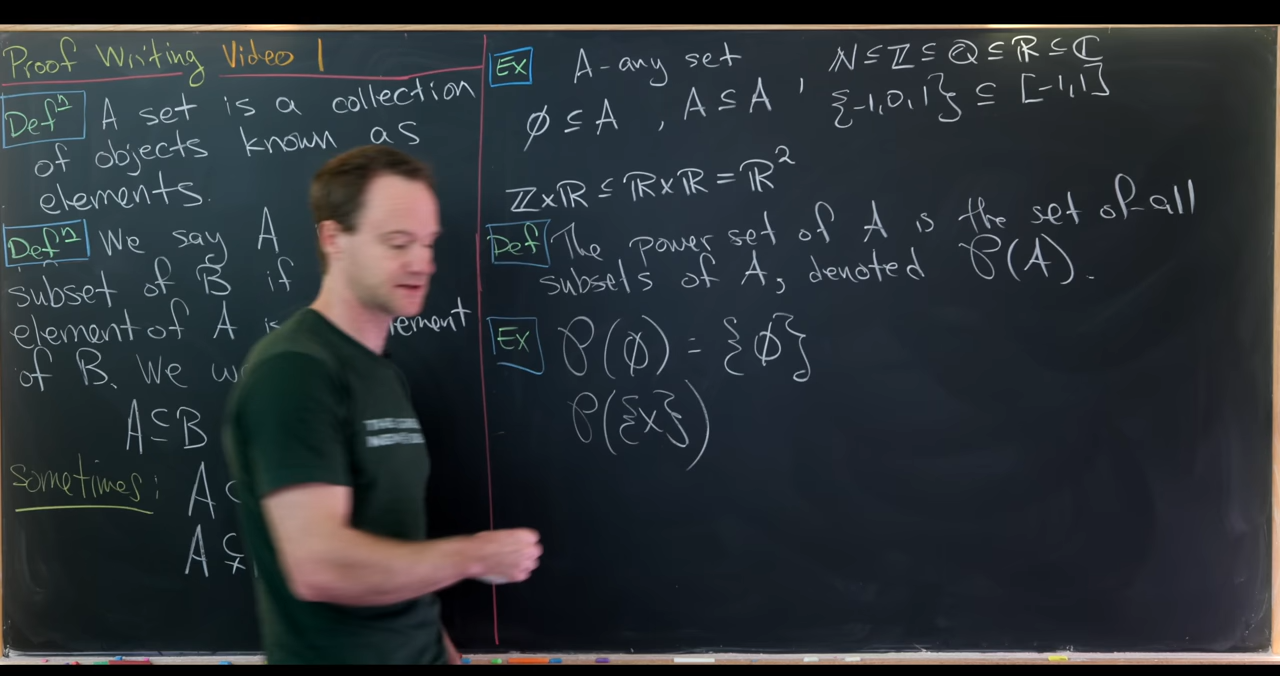 Proof Writing Video 1
Defⁿ A set is a collection
of objects known as
elements.
Defⁿ We say A
subset of B if
element of A is
of B. We
A⊆B
sometimes: A
A⊊
Ex A-any set
∅⊆A , A⊆A ,
ℕ⊆ℤ⊆ℚ⊆ℝ⊆ℂ
{-1,0,1} ⊆ [-1,1]
ℤxℝ ⊆ ℝxℝ = ℝ²
Def The power set of A is the set of all
subsets of A, denoted 𝒫(A).
Ex 𝒫(∅) = {∅}
𝒫({x})